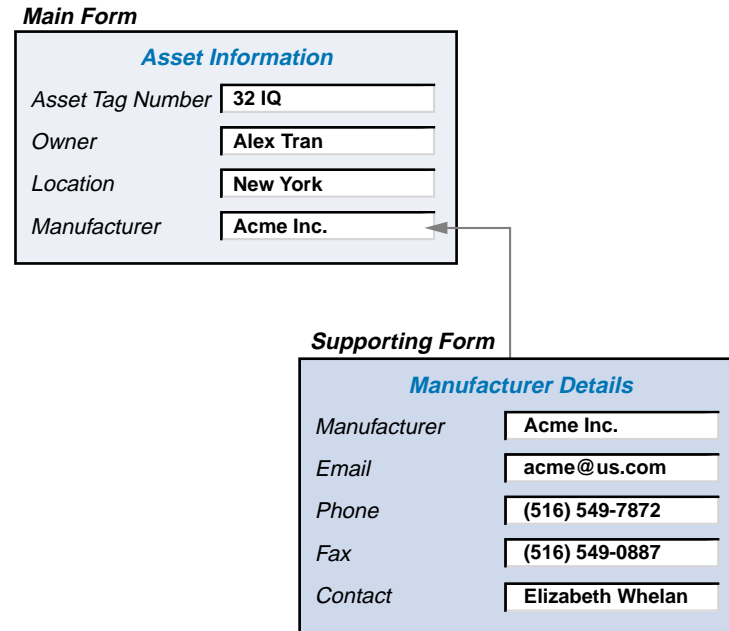 Main Form
Asset Information
Asset Tag Number 32 IQ
Owner Alex Tran
Location New York
Manufacturer Acme Inc.
Supporting Form
Manufacturer Details
Manufacturer Acme Inc.
Email acme@us.com
Phone (516) 549-7872
Fax (516) 549-0887
Contact Elizabeth Whelan